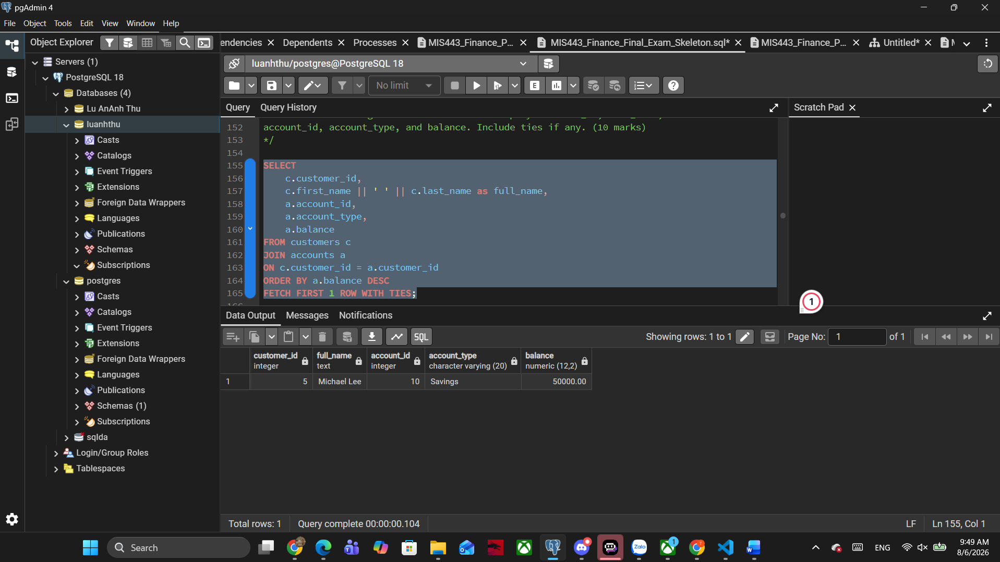 pgAdmin 4
File Object Tools Edit View Window Help
Object Explorer
endencies Dependents Processes MIS443_Finance_P... MIS443_Finance_Final_Exam_Skeleton.sql* MIS443_Finance_P... Untitled*
luanhthu/postgres@PostgreSQL 18
No limit
E
SQL
Query Query History
Scratch Pad
Servers (1)
PostgreSQL 18
Databases (4)
Lu AnAnh Thu
luanhthu
Casts
Catalogs
Event Triggers
Extensions
Foreign Data Wrappers
Languages
Publications
Schemas
Subscriptions
postgres
Casts
Catalogs
Event Triggers
Extensions
Foreign Data Wrappers
Languages
Publications
Schemas (1)
Subscriptions
sqlda
Login/Group Roles
Tablespaces
152 account_id, account_type, and balance. Include ties if any. (10 marks)
153 */
154
155 SELECT
156 c.customer_id,
157 c.first_name || ' ' || c.last_name as full_name,
158 a.account_id,
159 a.account_type,
160 a.balance
161 FROM customers c
162 JOIN accounts a
163 ON c.customer_id = a.customer_id
164 ORDER BY a.balance DESC
165 FETCH FIRST 1 ROW WITH TIES;
1
Data Output Messages Notifications
Showing rows: 1 to 1 Page No: 1 of 1
customer_id full_name account_id account_type balance
integer text integer character varying (20) numeric (12,2)
1 5 Michael Lee 10 Savings 50000.00
Total rows: 1 Query complete 00:00:00.104 LF Ln 155, Col 1
Search
Zalo
1
ENG
9:49 AM
8/6/2026